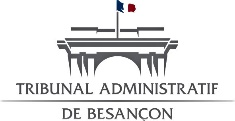 TRIBUNAL ADMINISTRATIF
DE BESANÇON